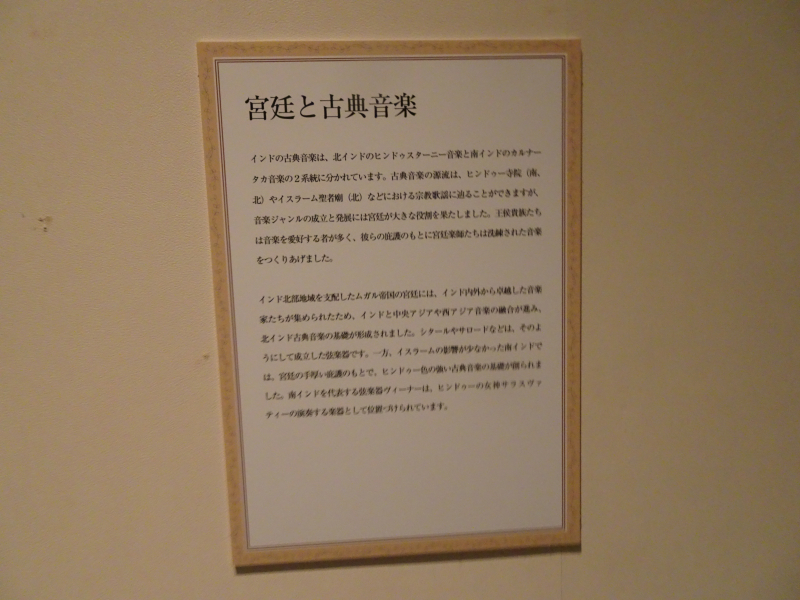 宮廷と古典音楽
インドの古典音楽は、北インドのヒンドゥスターニー音楽と南インドのカルナー
タカ音楽の2系統に分かれています。古典音楽の源流は、ヒンドゥー寺院（南、
北）やイスラーム聖者廟（北）などにおける宗教歌謡に遡ることができますが、
音楽ジャンルの成立と発展には宮廷が大きな役割を果たしました。王侯貴族たち
は音楽を愛好する者が多く、彼らの庇護のもとに宮廷楽師たちは洗練された音楽
をつくりあげました。
インド北部地域を支配したムガル帝国の宮廷には、インド内外から卓越した音楽
家たちが集められたため、インドと中央アジアや西アジア音楽の融合が進み、
北インド古典音楽の基礎が形成されました。シタールやサロードなどは、そのよ
うにして成立した弦楽器です。一方、イスラームの影響が少なかった南インドで
は、宮廷の手厚い庇護のもとで、ヒンドゥー色の強い古典音楽の基礎が創られま
した。南インドを代表する弦楽器ヴィーナーは、ヒンドゥーの女神サラスヴァ
ティーの演奏する楽器として位置づけられています。